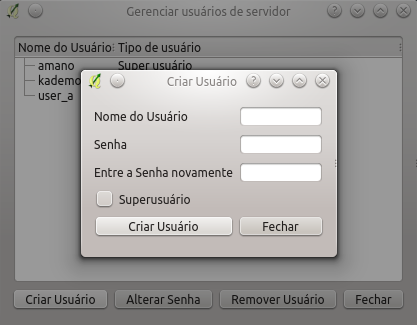 Gerenciar usuários de servidor
Nome do Usuário Tipo de usuário
amano Super usuário
kademo
user_a
Criar Usuário
Nome do Usuário
Senha
Entre a Senha novamente
Superusuário
Criar Usuário Fechar
Criar Usuário Alterar Senha Remover Usuário Fechar